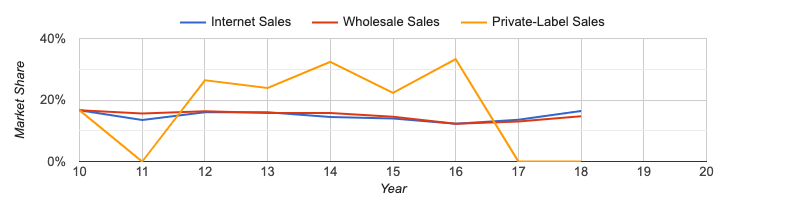 Internet Sales Wholesale Sales Private-Label Sales
40%
20%
0%
Market Share
10 11 12 13 14 15 16 17 18 19 20
Year